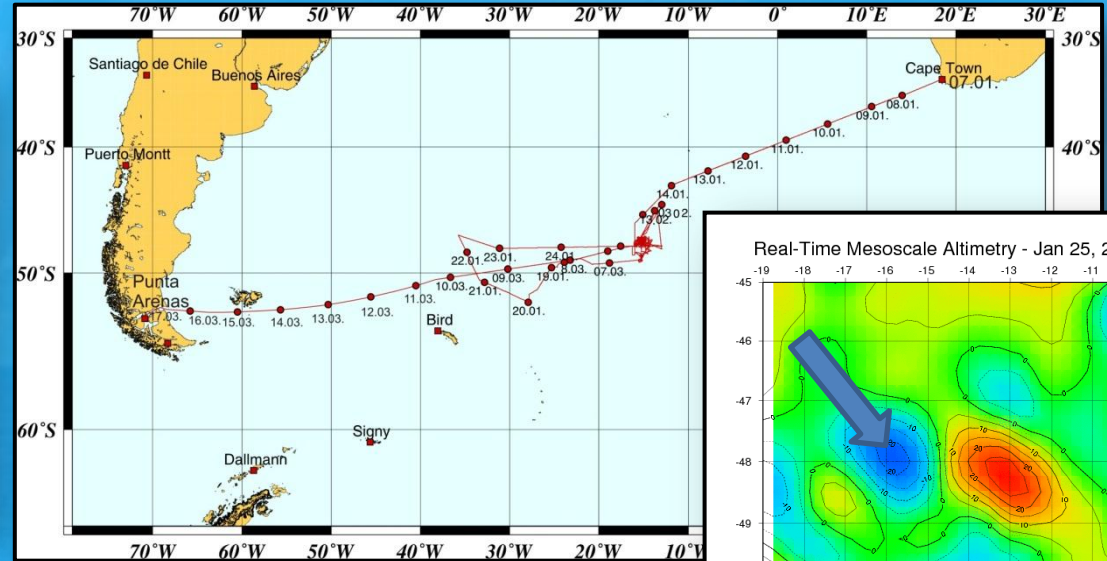 70°W 60°W 50°W 40°W 30°W 20°W 10°W 0° 10°E 20°E 30°E
30°S 30°S
Santiago de Chile
Buenos Aires
Cape Town
07.01.
08.01.
09.01.
10.01.
40°S 40°S
Puerto Montt
11.01.
12.01.
13.01.
14.01.
13.02.
22.01.
23.01.
24.01.
19.01.
07.03.
50°S
Punta
Arenas
17.03.
16.03.
15.03.
14.03.
13.03.
12.03.
11.03.
10.03.
09.03.
21.01.
20.01.
Bird
60°S
Signy
Dallmann
70°W 60°W 50°W 40°W 30°W 20°W 10°W
Real-Time Mesoscale Altimetry - Jan 25, 2
-19 -18 -17 -16 -15 -14 -13 -12 -11
-45
-46
-47
-48
-49